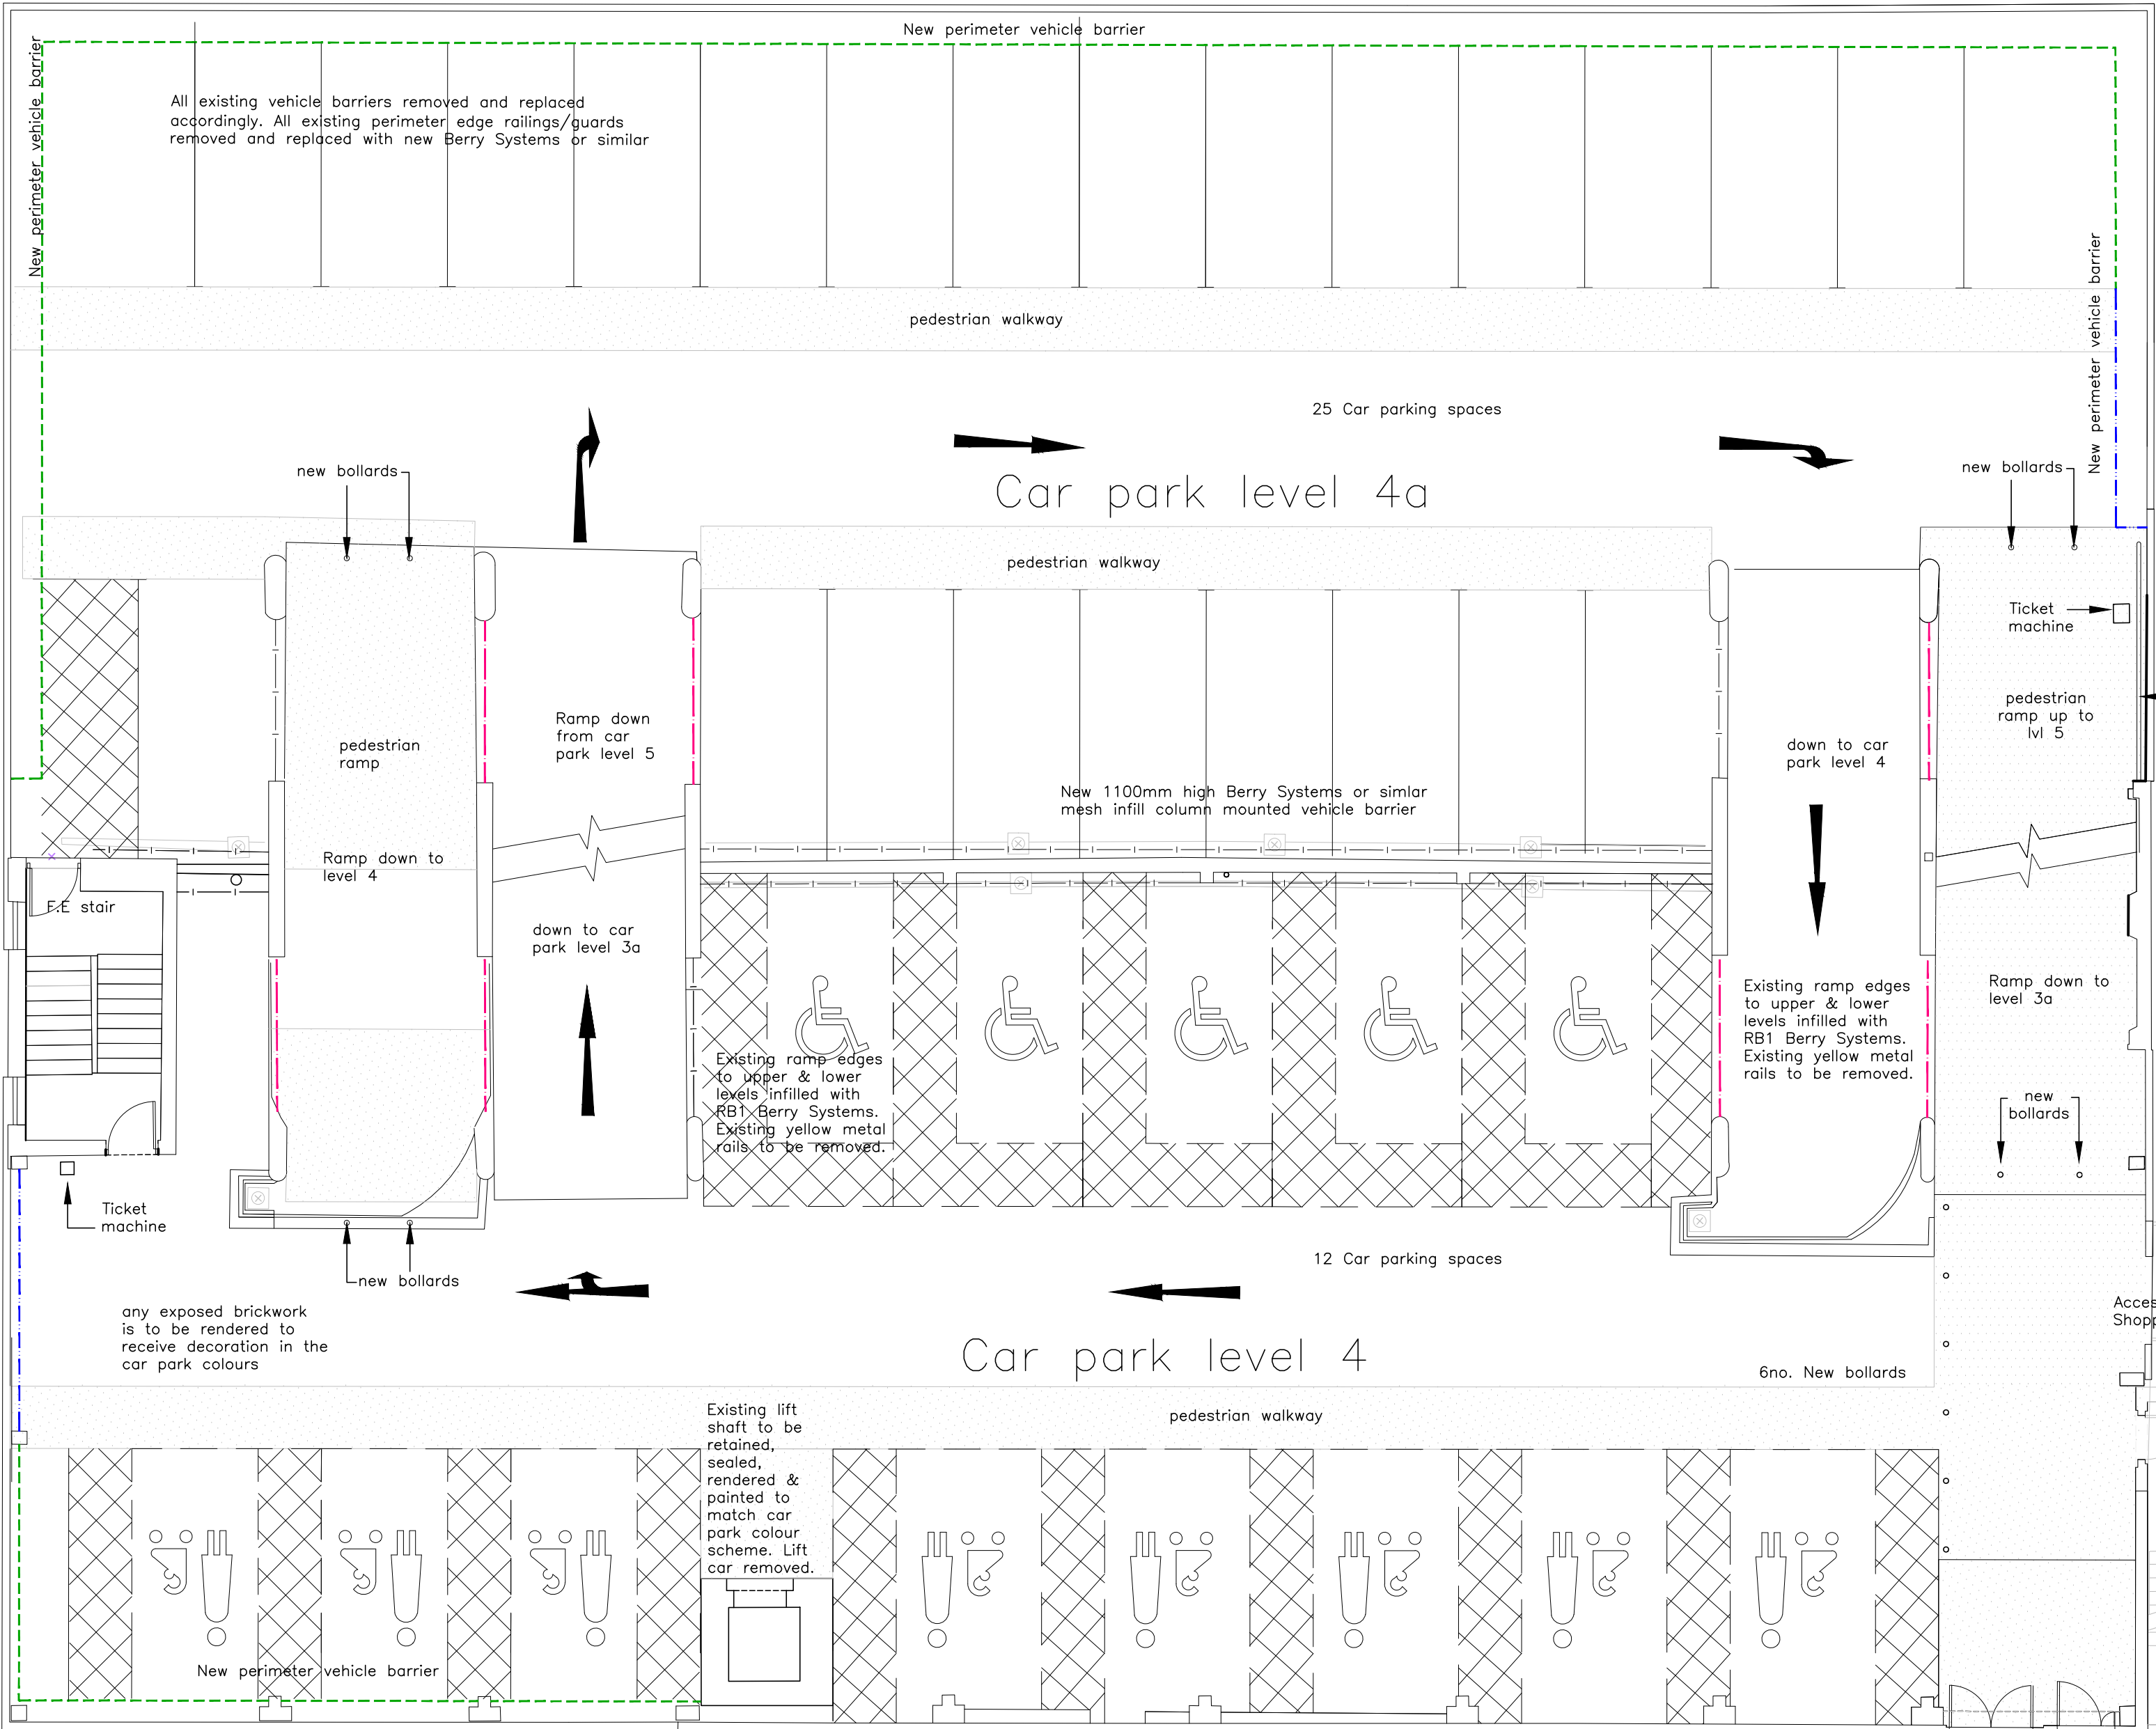 New perimeter vehicle barrier
New perimeter vehicle barrier
All existing vehicle barriers removed and replaced
accordingly. All existing perimeter edge railings/guards
removed and replaced with new Berry Systems or similar
pedestrian walkway
New perimeter vehicle barrier
25 Car parking spaces
new bollards
Car park level 4a
new bollards
pedestrian walkway
Ticket
machine
pedestrian
ramp
Ramp down
from car
park level 5
pedestrian
ramp up to
lvl 5
down to car
park level 4
New 1100mm high Berry Systems or simlar
mesh infill column mounted vehicle barrier
Ramp down to
level 4
F.E stair
down to car
park level 3a
Existing ramp edges
to upper & lower
levels infilled with
RB1 Berry Systems.
Existing yellow metal
rails to be removed.
Ramp down to
level 3a
Existing ramp edges
to upper & lower
levels infilled with
RB1 Berry Systems.
Existing yellow metal
rails to be removed.
new
bollards
Ticket
machine
12 Car parking spaces
new bollards
any exposed brickwork
is to be rendered to
receive decoration in the
car park colours
Car park level 4
6no. New bollards
Existing lift
shaft to be
retained,
sealed,
rendered &
painted to
match car
park colour
scheme. Lift
car removed.
pedestrian walkway
New perimeter vehicle barrier